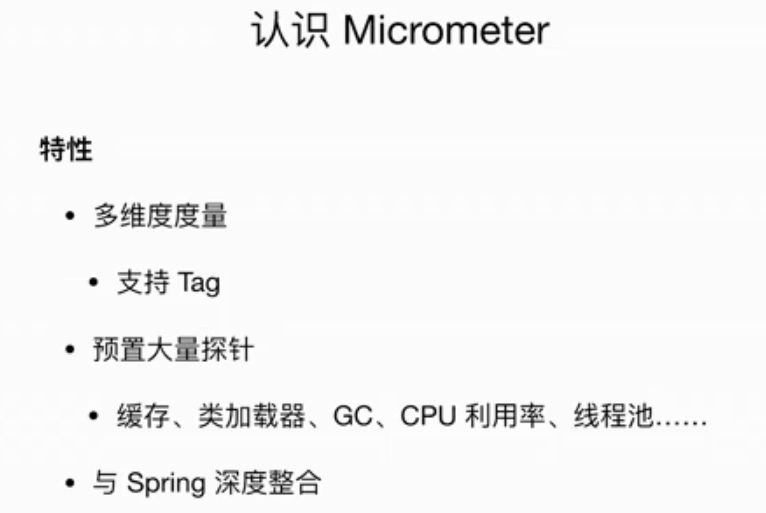 认识 Micrometer
特性
• 多维度度量
• 支持 Tag
• 预置大量探针
• 缓存、类加载器、GC、CPU 利用率、线程池……
• 与 Spring 深度整合